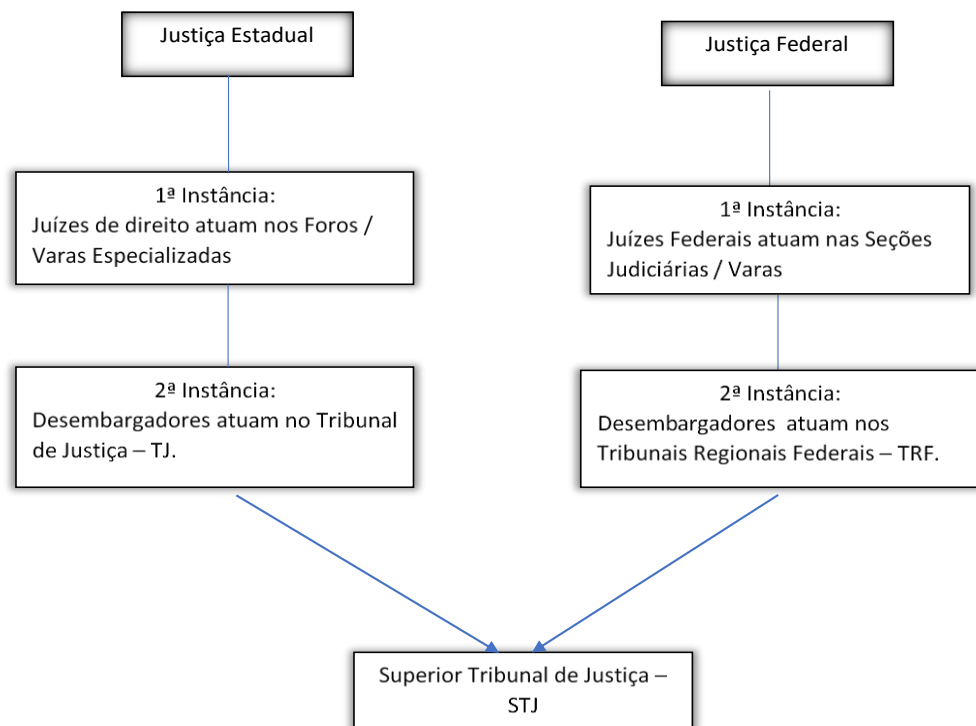 Justiça Estadual
Justiça Federal
1ª Instância:
Juízes de direito atuam nos Foros /
Varas Especializadas
1ª Instância:
Juízes Federais atuam nas Seções
Judiciárias / Varas
2ª Instância:
Desembargadores atuam no Tribunal
de Justiça – TJ.
2ª Instância:
Desembargadores atuam nos
Tribunais Regionais Federais – TRF.
Superior Tribunal de Justiça –
STJ